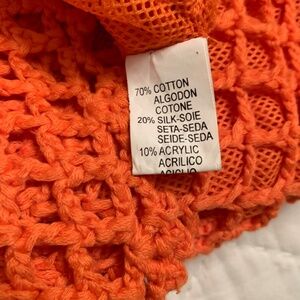 70% COTTON
ALGODON
COTONE
20% SILK-SOIE
SETA-SEDA
SEIDE-SEDA
10% ACRYLIC
ACRILICO